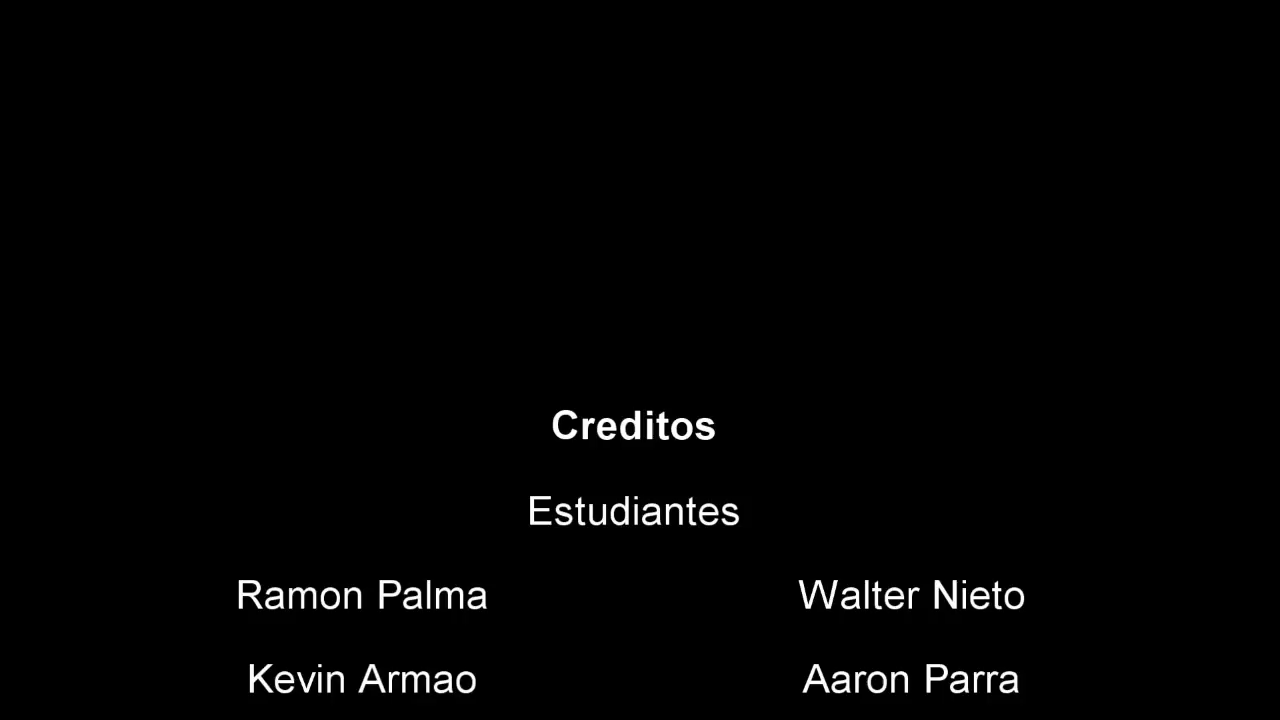 Creditos
Estudiantes
Ramon Palma Walter Nieto
Kevin Armao Aaron Parra